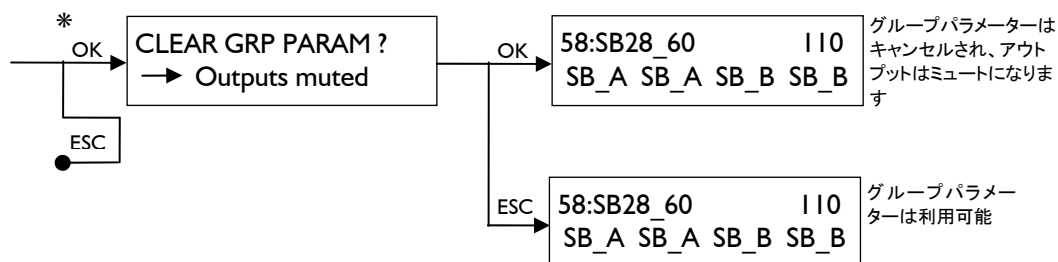 *
OK
ESC
CLEAR GRP PARAM ?
Outputs muted
OK
58:SB28_60 110
SB_A SB_A SB_B SB_B
グループパラメーターは
キャンセルされ、アウト
プットはミュートになりま
す
ESC
58:SB28_60 110
SB_A SB_A SB_B SB_B
グループパラメー
ターは利用可能